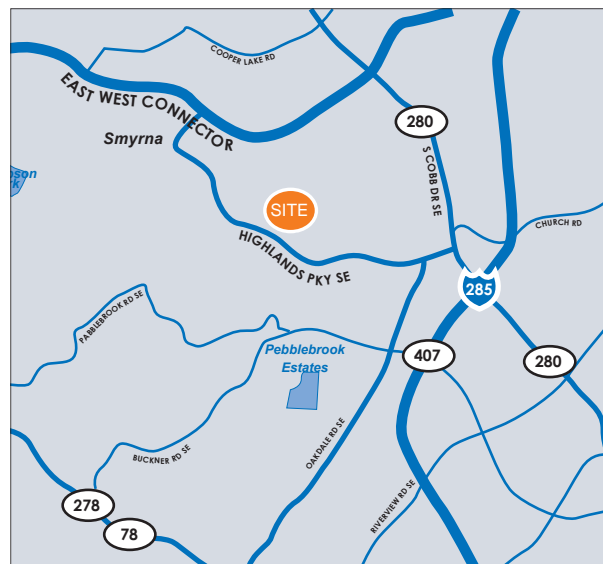 COOPER LAKE RD
EAST WEST CONNECTOR
280
Smyrna
S COBB DR SE
SITE
CHURCH RD
HIGHLANDS PKY SE
285
PABBLEBROOK RD SE
Pebblebrook
Estates
407
280
OAKDALE RD SE
BUCKNER RD SE
RIVERVIEW RD SE
278
78